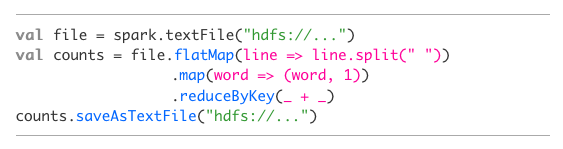 val file = spark.textFile("hdfs://...")
val counts = file.flatMap(line => line.split(" "))
                 .map(word => (word, 1))
                 .reduceByKey(_ + _)
counts.saveAsTextFile("hdfs://...")